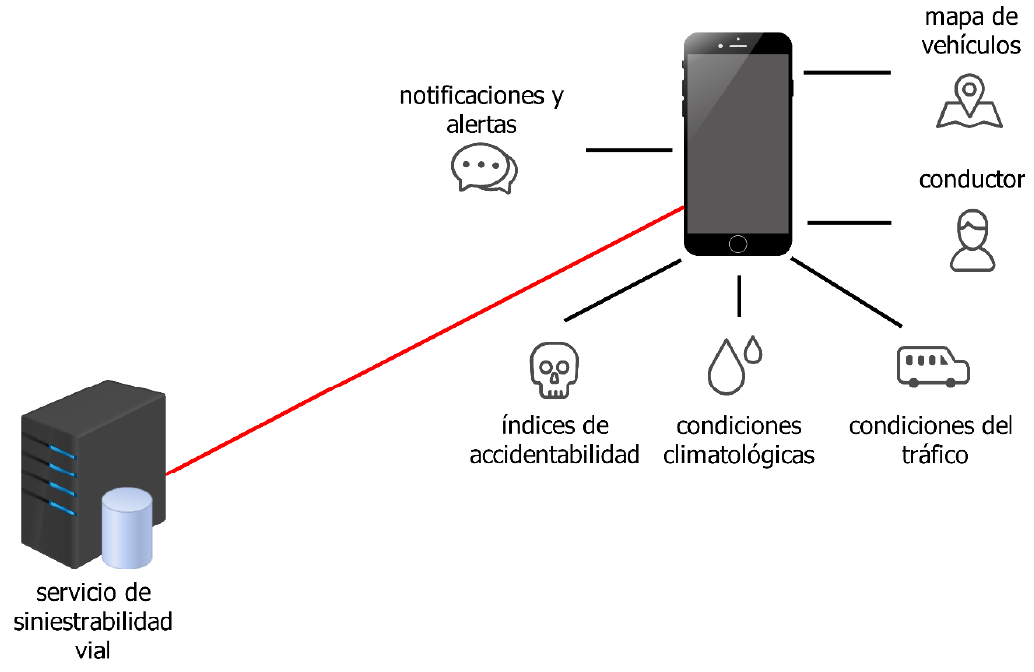 mapa de
vehículos
notificaciones y
alertas
conductor
índices de
accidentabilidad
condiciones
climatológicas
condiciones del
tráfico
servicio de
siniestrabilidad
vial